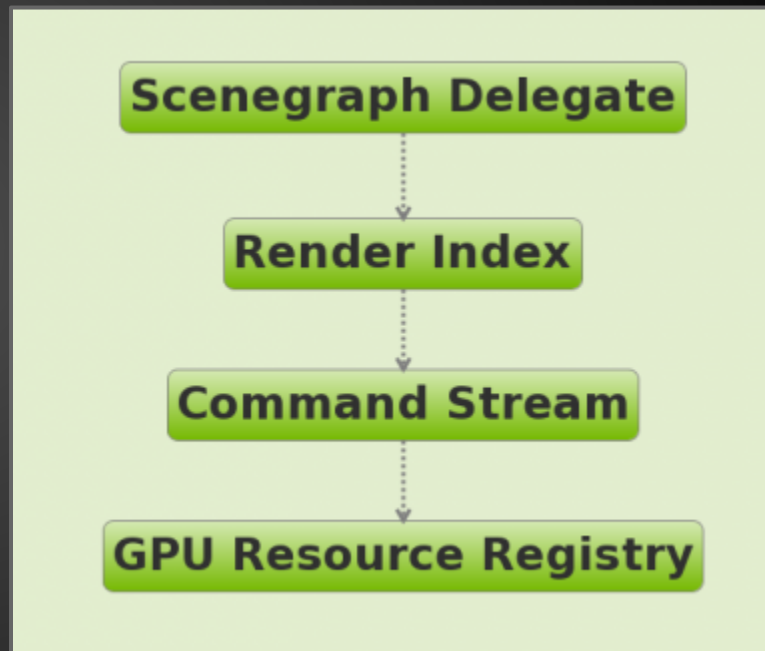 Scenegraph Delegate
Render Index
Command Stream
GPU Resource Registry